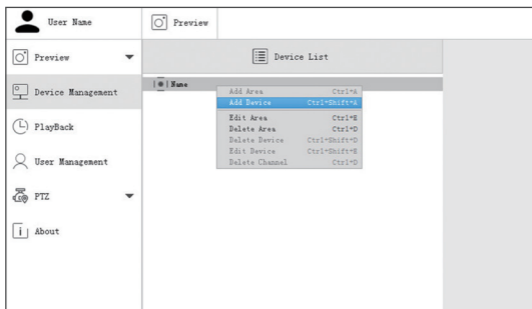 User Name
Preview
Preview
Device List
Device Management
Name
Add Area Ctrl+A
Add Device Ctrl+Shift+A
Edit Area Ctrl+E
Delete Area Ctrl+D
Delete Device Ctrl+Shift+D
Edit Device Ctrl+Shift+E
Delete Channel Ctrl+D
PlayBack
User Management
PTZ
About